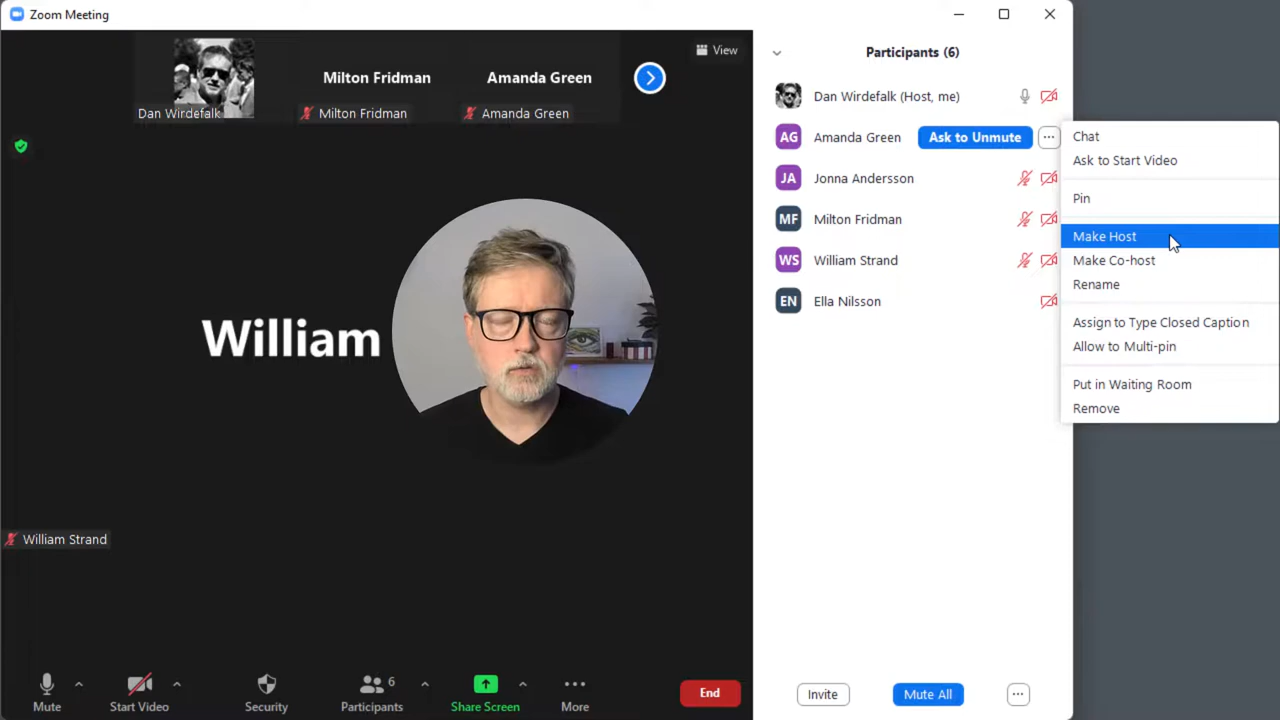 Zoom Meeting
Milton Fridman
Amanda Green
View
Dan Wirdefalk
Milton Fridman
Amanda Green
William
William Strand
Participants (6)
Dan Wirdefalk (Host, me)
AG Amanda Green Ask to Unmute
JA Jonna Andersson
MF Milton Fridman
WS William Strand
EN Ella Nilsson
Chat
Ask to Start Video
Pin
Make Host
Make Co-host
Rename
Assign to Type Closed Caption
Allow to Multi-pin
Put in Waiting Room
Remove
Mute
Start Video
Security
6
Participants
Share Screen
More
End
Invite
Mute All